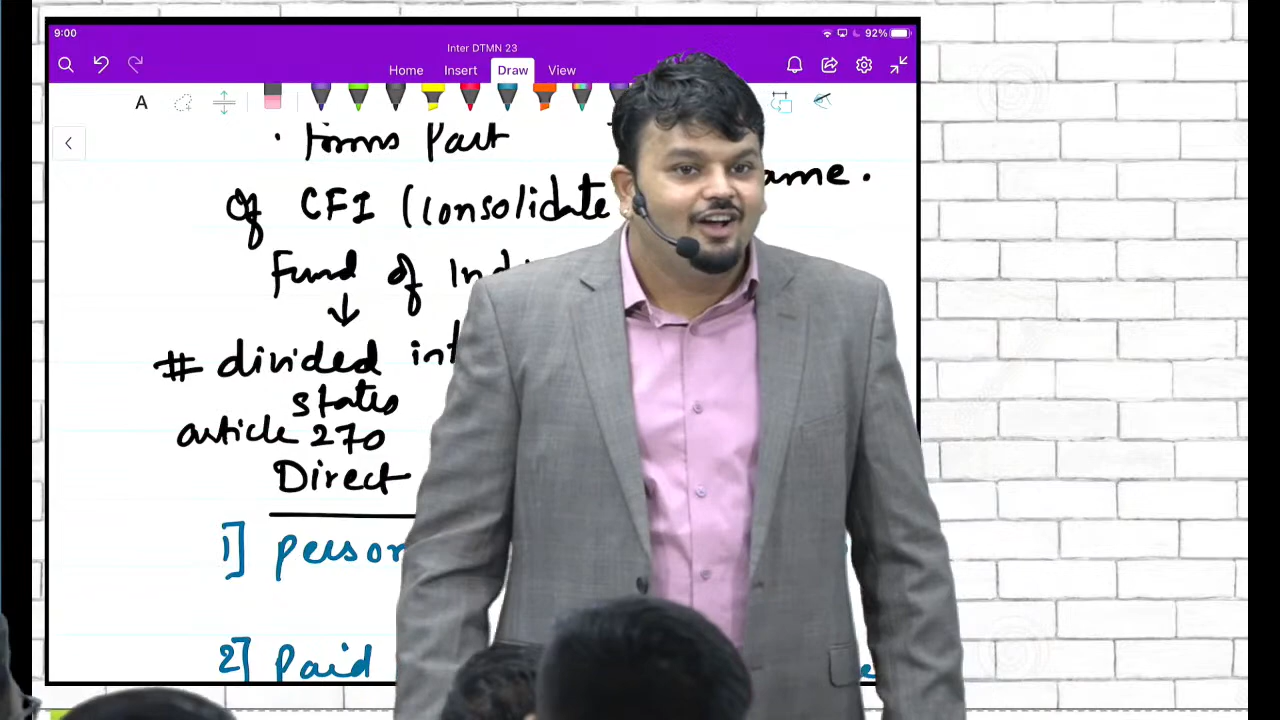 9:00
92%
Inter DTMN 23
Home Insert Draw View
A
• Forms Part
of CFI (Consolidate
Fund of Ind
↓
# divided int
states
article 270
Direct
1] person
2] Paid